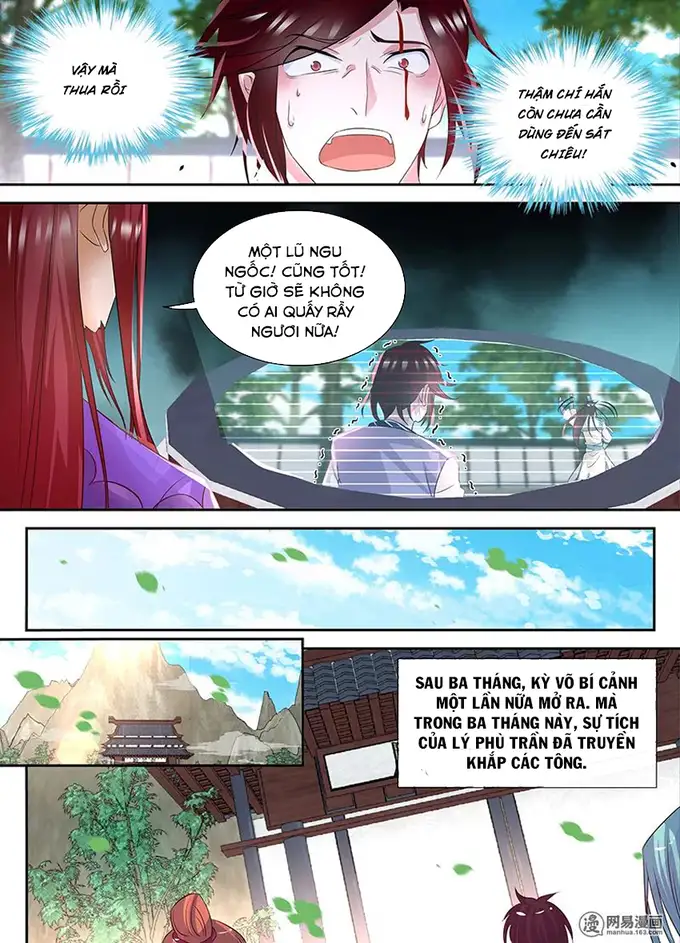 VẬY MÀ
THUA RỒI
THẬM CHÍ HẮN
CÒN CHƯA CẦN
DÙNG ĐẾN SÁT
CHIÊU!
MỘT LŨ NGU
NGỐC! CŨNG TỐT!
TỪ GIỜ SẼ KHÔNG
CÓ AI QUẤY RẦY
NGƯƠI NỮA!
SAU BA THÁNG, KỲ VÕ BÍ CẢNH
MỘT LẦN NỮA MỞ RA. MÀ
TRONG BA THÁNG NÀY, SỰ TÍCH
CỦA LÝ PHÙ TRẦN ĐÃ TRUYỀN
KHẮP CÁC TÔNG.
漫 网易漫画
manhua.163.com